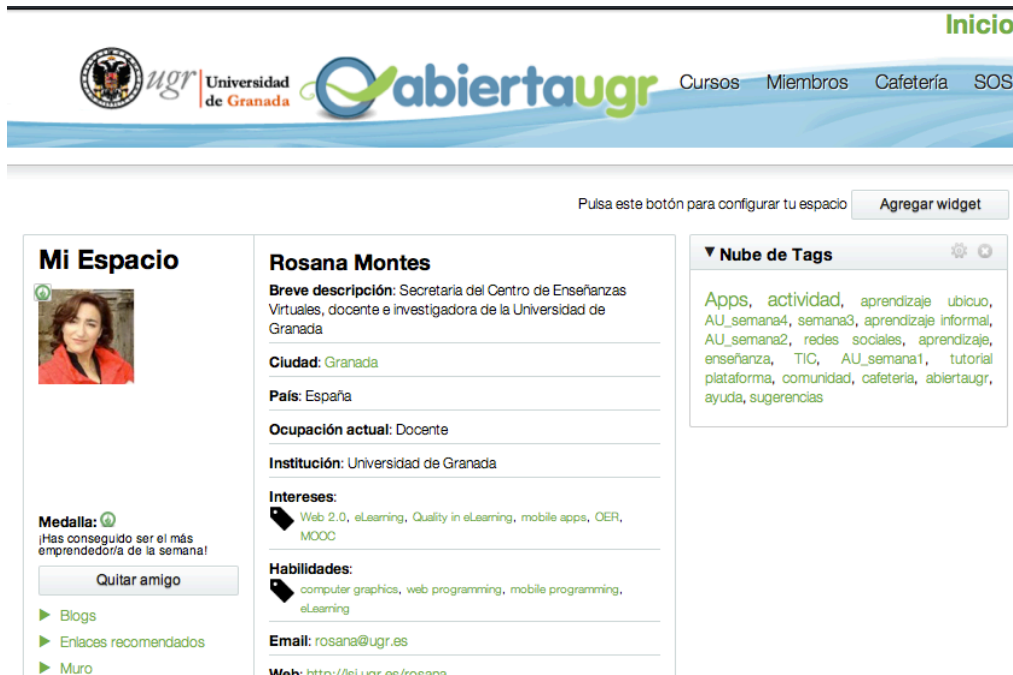 Inicio
ugr Universidad de Granada
abiertaugr
Cursos Miembros Cafetería SOS
Pulsa este botón para configurar tu espacio Agregar widget
Mi Espacio
Medalla:
¡Has conseguido ser el más
emprendedor/a de la semana!
Quitar amigo
Blogs
Enlaces recomendados
Muro
Rosana Montes
Breve descripción: Secretaria del Centro de Enseñanzas
Virtuales, docente e investigadora de la Universidad de
Granada
Ciudad: Granada
País: España
Ocupación actual: Docente
Institución: Universidad de Granada
Intereses:
Web 2.0, eLearning, Quality in eLearning, mobile apps, OER,
MOOC
Habilidades:
computer graphics, web programming, mobile programming,
eLearning
Email: rosana@ugr.es
Web: http://lsi.ugr.es/rosana
Nube de Tags
Apps, actividad, aprendizaje ubicuo,
AU_semana4, semana3, aprendizaje informal,
AU_semana2, redes sociales, aprendizaje,
enseñanza, TIC, AU_semana1, tutorial
plataforma, comunidad, cafeteria, abiertaugr,
ayuda, sugerencias